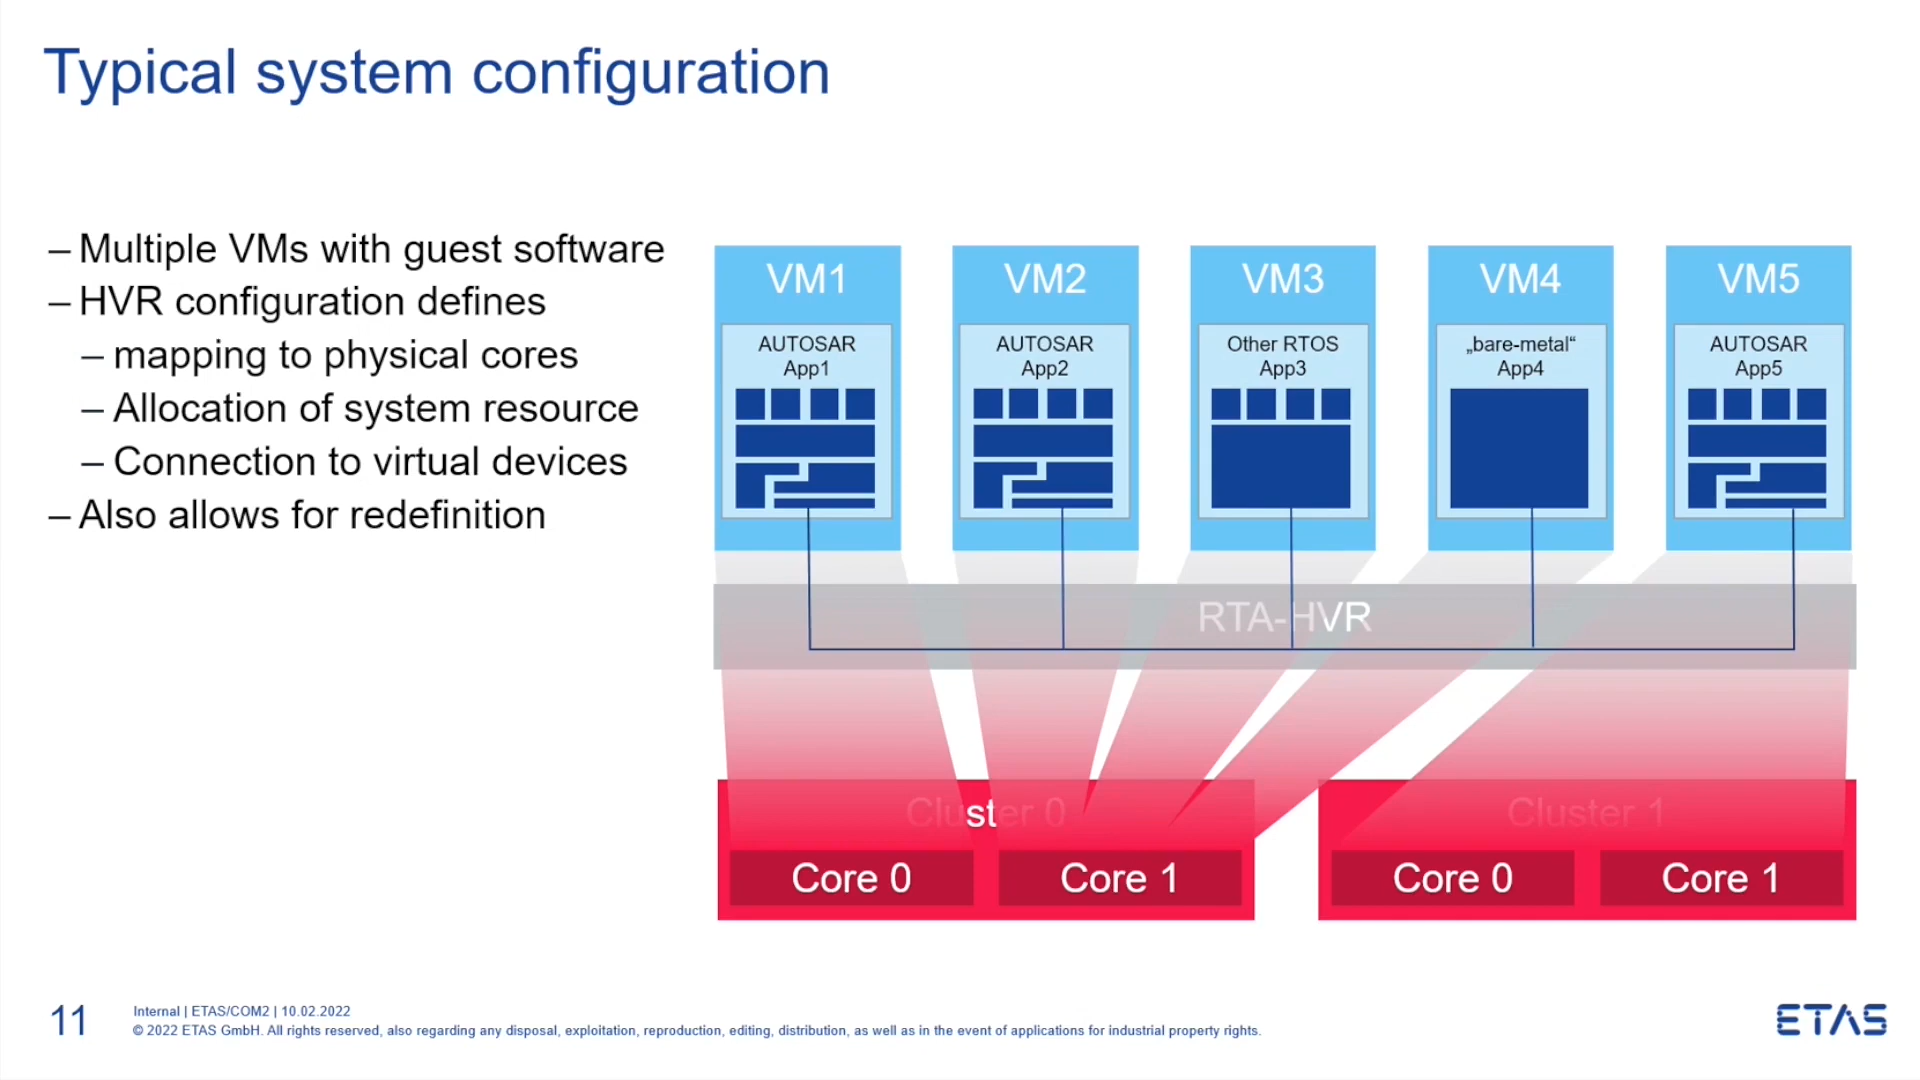 Typical system configuration
– Multiple VMs with guest software
– HVR configuration defines
– mapping to physical cores
– Allocation of system resource
– Connection to virtual devices
– Also allows for redefinition
VM1
VM2
VM3
VM4
VM5
AUTOSAR
App1
AUTOSAR
App2
Other RTOS
App3
„bare-metal“
App4
AUTOSAR
App5
RTA-HVR
Cluster 0
Cluster 1
Core 0
Core 1
Core 0
Core 1
11
Internal | ETAS/COM2 | 10.02.2022
© 2022 ETAS GmbH. All rights reserved, also regarding any disposal, exploitation, reproduction, editing, distribution, as well as in the event of applications for industrial property rights.
ETAS